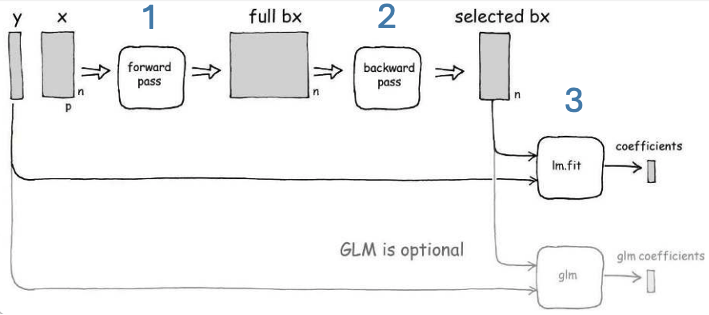 y
x
1
full bx
2
selected bx
forward
pass
backward
pass
n
p
n
n
3
coefficients
lm.fit
GLM is optional
glm coefficients
glm